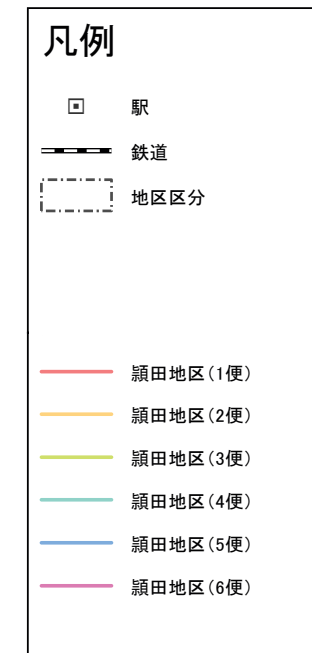 凡例
駅
鉄道
地区区分
頴田地区(1便)
頴田地区(2便)
頴田地区(3便)
頴田地区(4便)
頴田地区(5便)
頴田地区(6便)